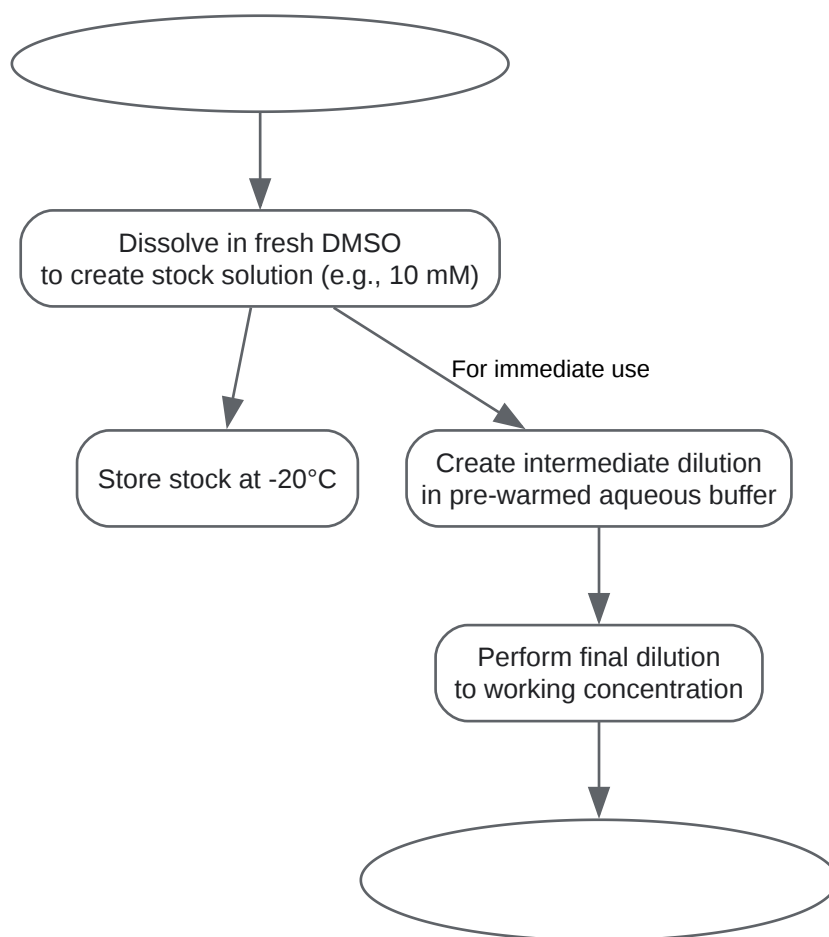 Dissolve in fresh DMSO
to create stock solution (e.g., 10 mM)
For immediate use
Store stock at -20°C
Create intermediate dilution
in pre-warmed aqueous buffer
Perform final dilution
to working concentration